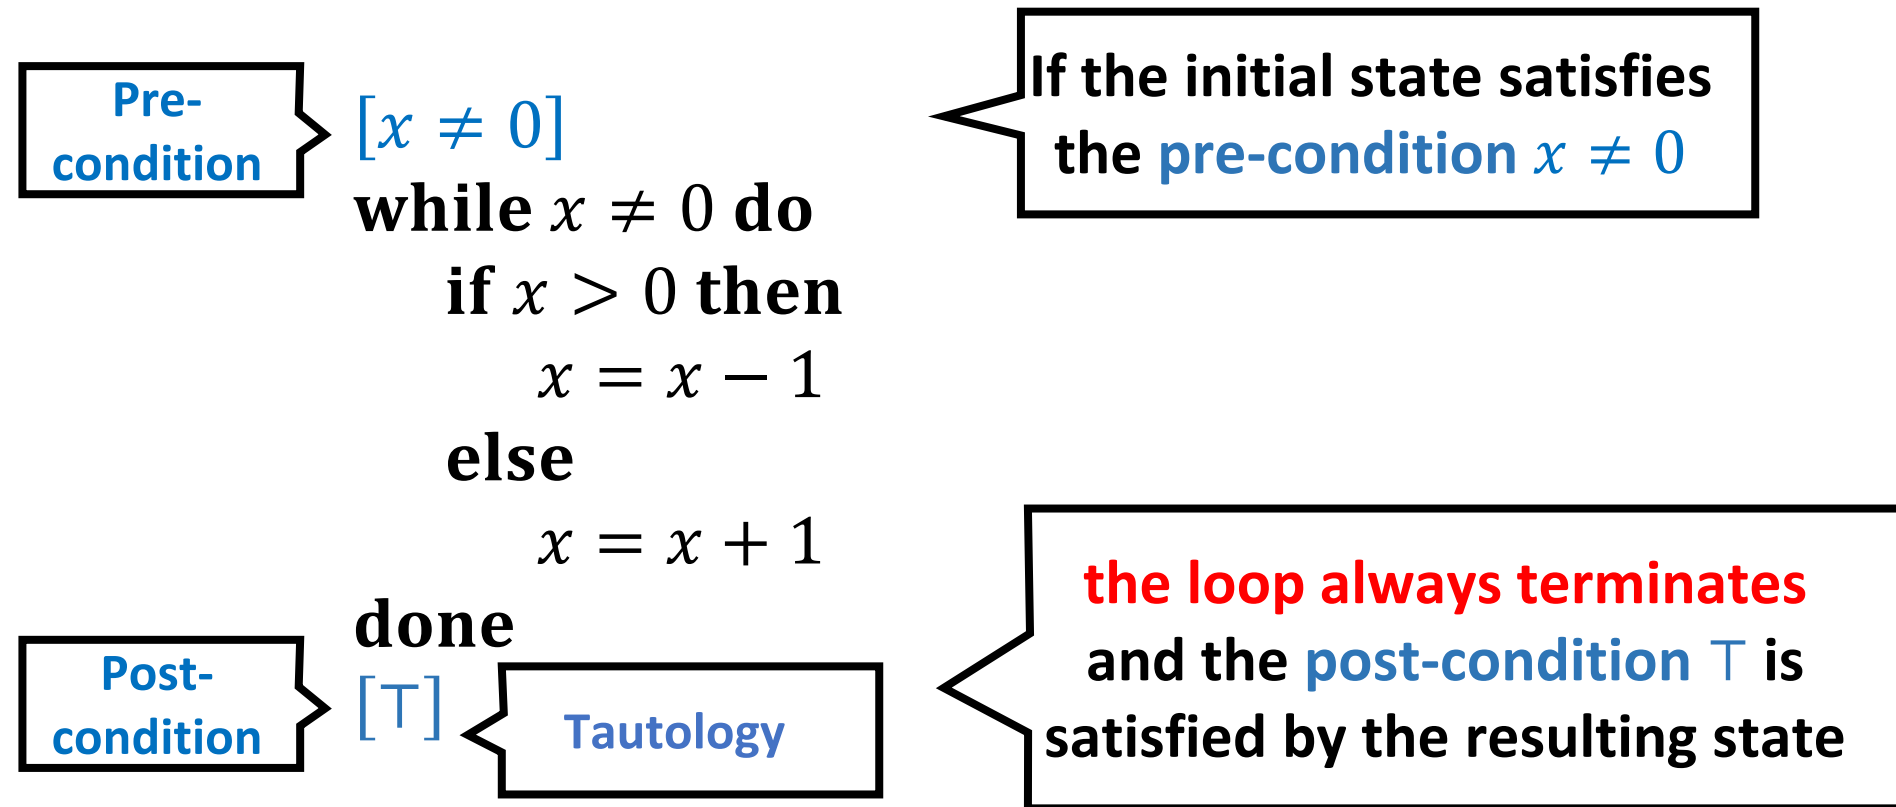 Pre-
condition
[x ≠ 0]
If the initial state satisfies
the pre-condition x ≠ 0
while x ≠ 0 do
if x > 0 then
x = x − 1
else
x = x + 1
done
Post-
condition
[⊤]
Tautology
the loop always terminates
and the post-condition ⊤ is
satisfied by the resulting state